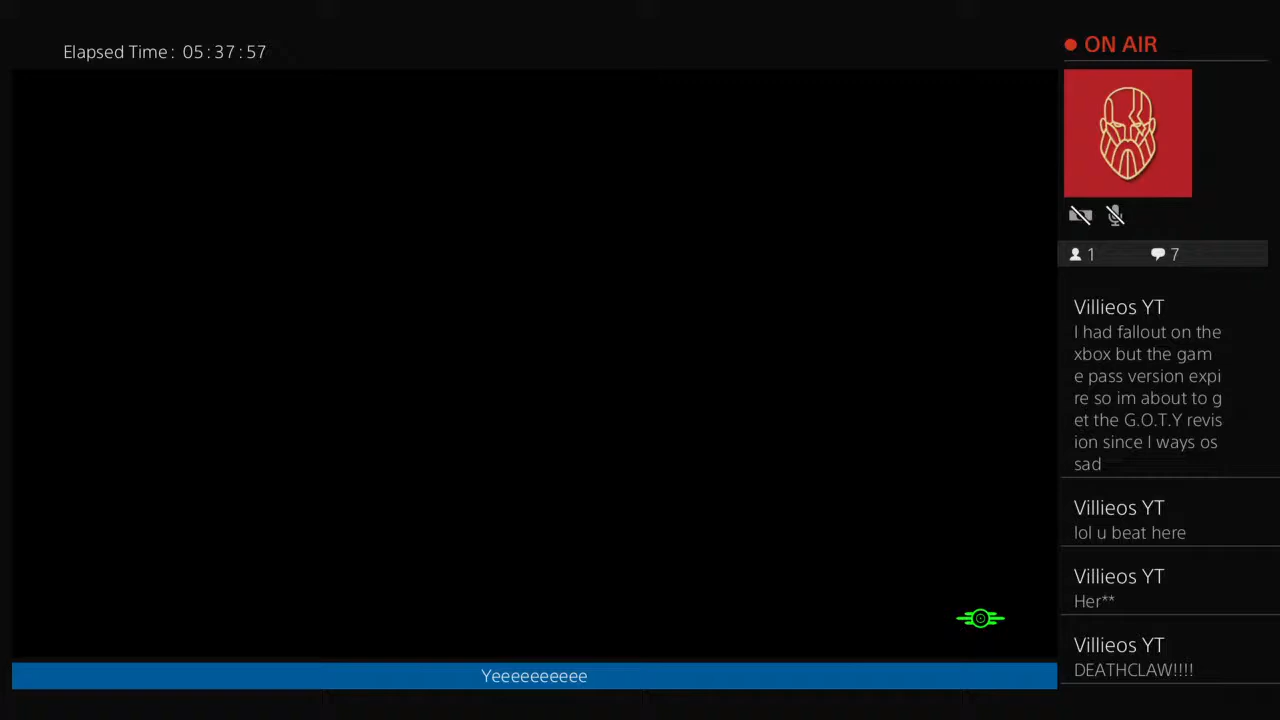 Elapsed Time: 05:37:57
ON AIR
1
7
Villieos YT
I had fallout on the
xbox but the gam
e pass version expi
re so im about to g
et the G.O.T.Y revis
ion since I ways os
sad
Villieos YT
lol u beat here
Villieos YT
Her**
Villieos YT
DEATHCLAW!!!!
Yeeeeeeeeee